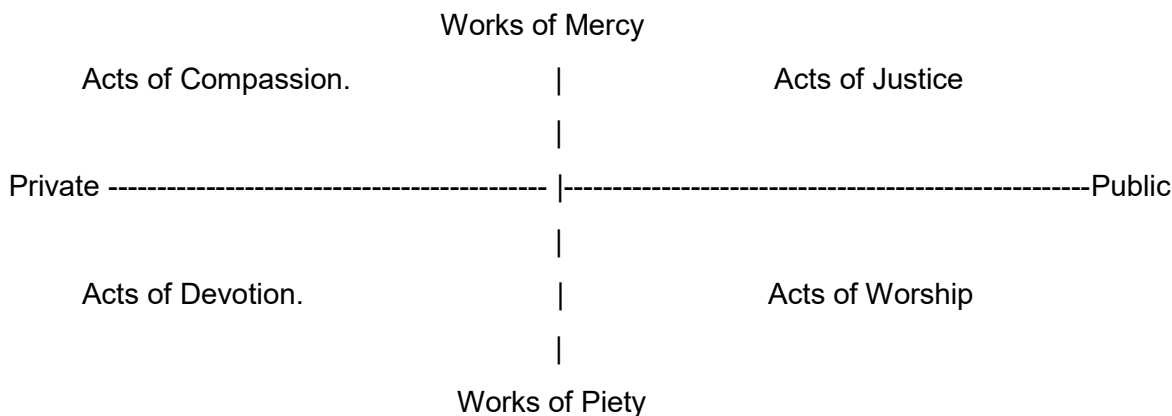 Works of Mercy
Acts of Compassion. | Acts of Justice
|
Private -------------------------------------------- |-----------------------------------------------------Public
|
Acts of Devotion. | Acts of Worship
|
Works of Piety